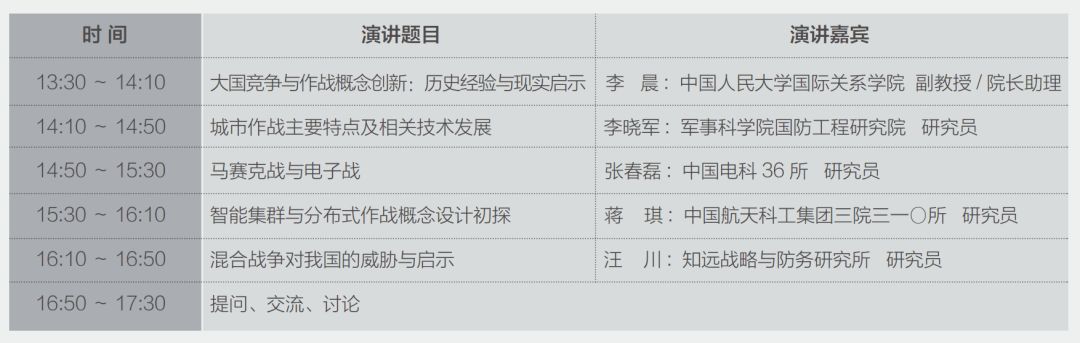 时 间 演讲题目 演讲嘉宾
13:30 ~ 14:10 大国竞争与作战概念创新：历史经验与现实启示 李 晨：中国人民大学国际关系学院 副教授 / 院长助理
14:10 ~ 14:50 城市作战主要特点及相关技术发展 李晓军：军事科学院国防工程研究院 研究员
14:50 ~ 15:30 马赛克战与电子战 张春磊：中国电科 36 所 研究员
15:30 ~ 16:10 智能集群与分布式作战概念设计初探 蒋 琪：中国航天科工集团三院三一〇所 研究员
16:10 ~ 16:50 混合战争对我国的威胁与启示 汪 川：知远战略与防务研究所 研究员
16:50 ~ 17:30 提问、交流、讨论